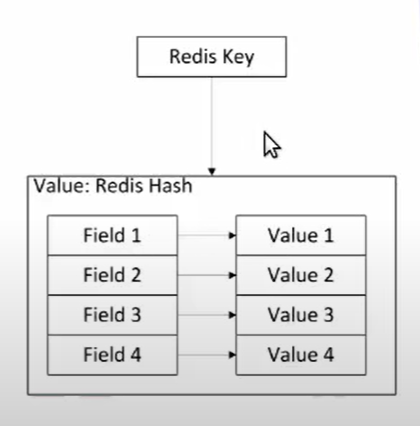 Redis Key
Value: Redis Hash
Field 1
Value 1
Field 2
Value 2
Field 3
Value 3
Field 4
Value 4